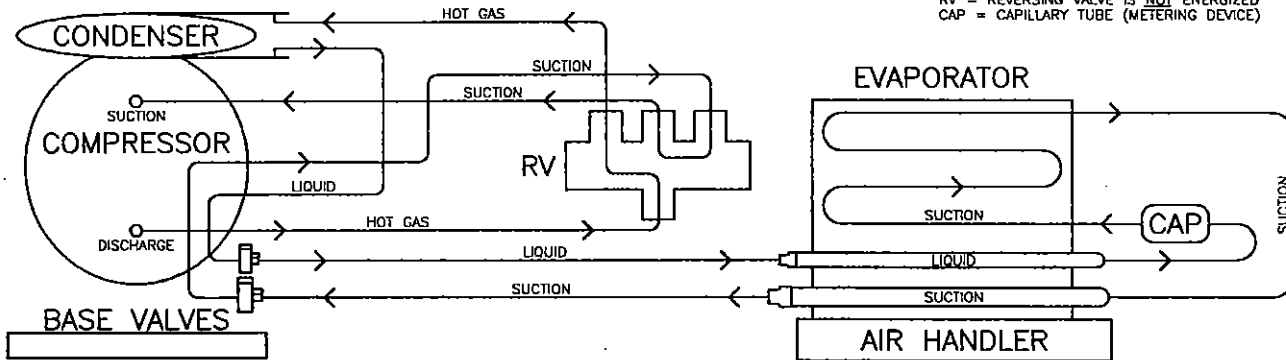 RV = REVERSING VALVE IS NOT ENERGIZED
CAP = CAPILLARY TUBE (METERING DEVICE)
HOT GAS
CONDENSER
SUCTION
SUCTION
SUCTION
COMPRESSOR
EVAPORATOR
RV
LIQUID
HOT GAS
DISCHARGE
SUCTION
CAP
SUCTION
LIQUID
LIQUID
SUCTION
SUCTION
BASE VALVES
AIR HANDLER